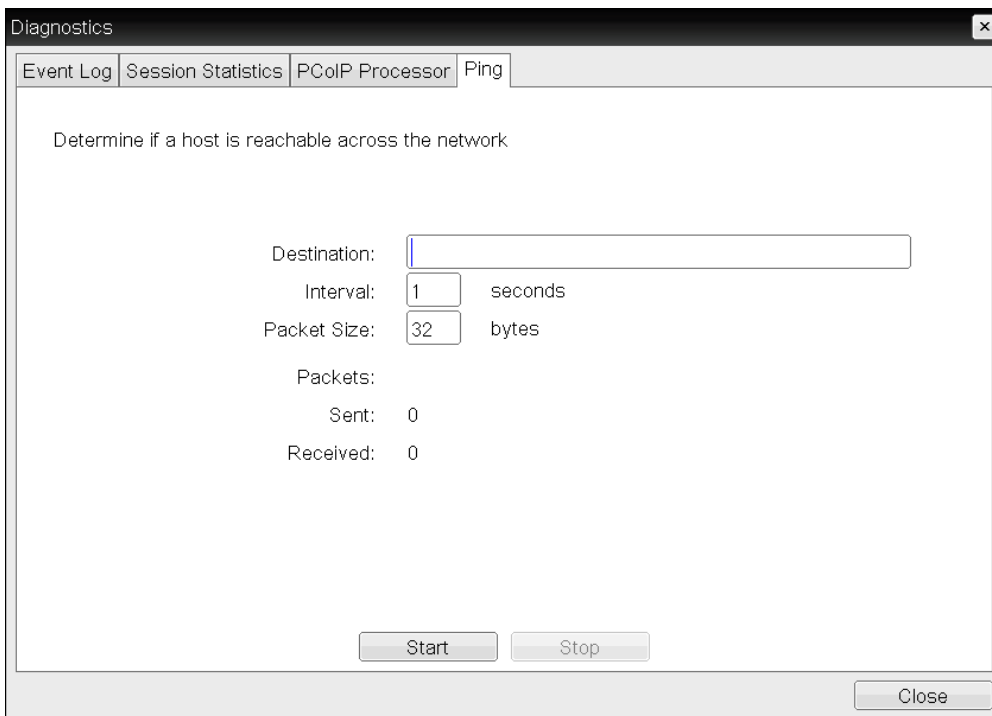 Diagnostics
Event Log Session Statistics PCoIP Processor Ping
Determine if a host is reachable across the network
Destination:
Interval: 1 seconds
Packet Size: 32 bytes
Packets:
Sent: 0
Received: 0
Start Stop
Close